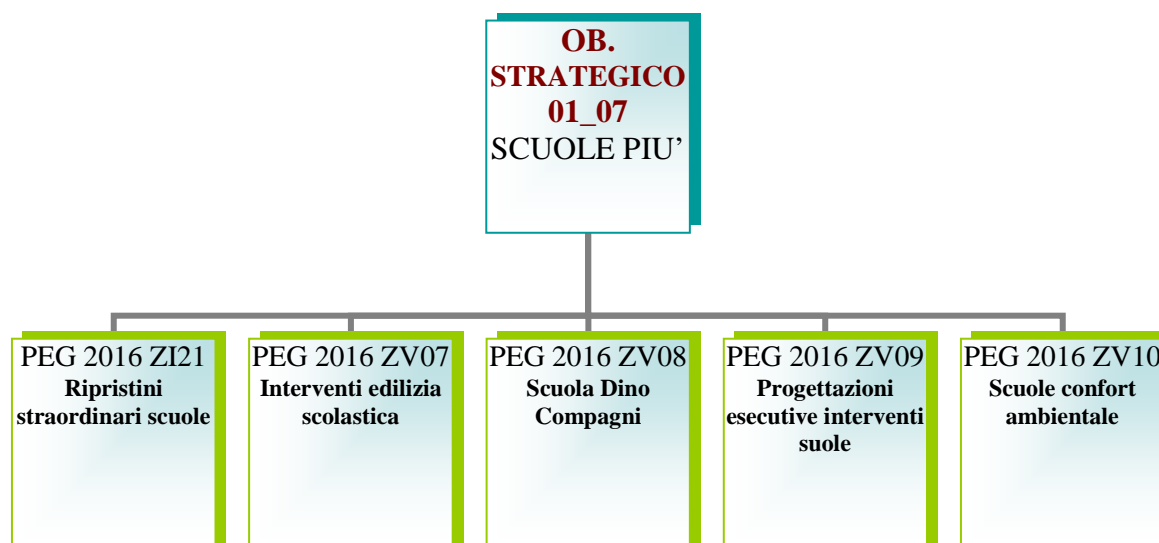 OB.
STRATEGICO
01_07
SCUOLE PIU’
PEG 2016 ZI21
Ripristini
straordinari scuole
PEG 2016 ZV07
Interventi edilizia
scolastica
PEG 2016 ZV08
Scuola Dino
Compagni
PEG 2016 ZV09
Progettazioni
esecutive interventi
suole
PEG 2016 ZV10
Scuole confort
ambientale